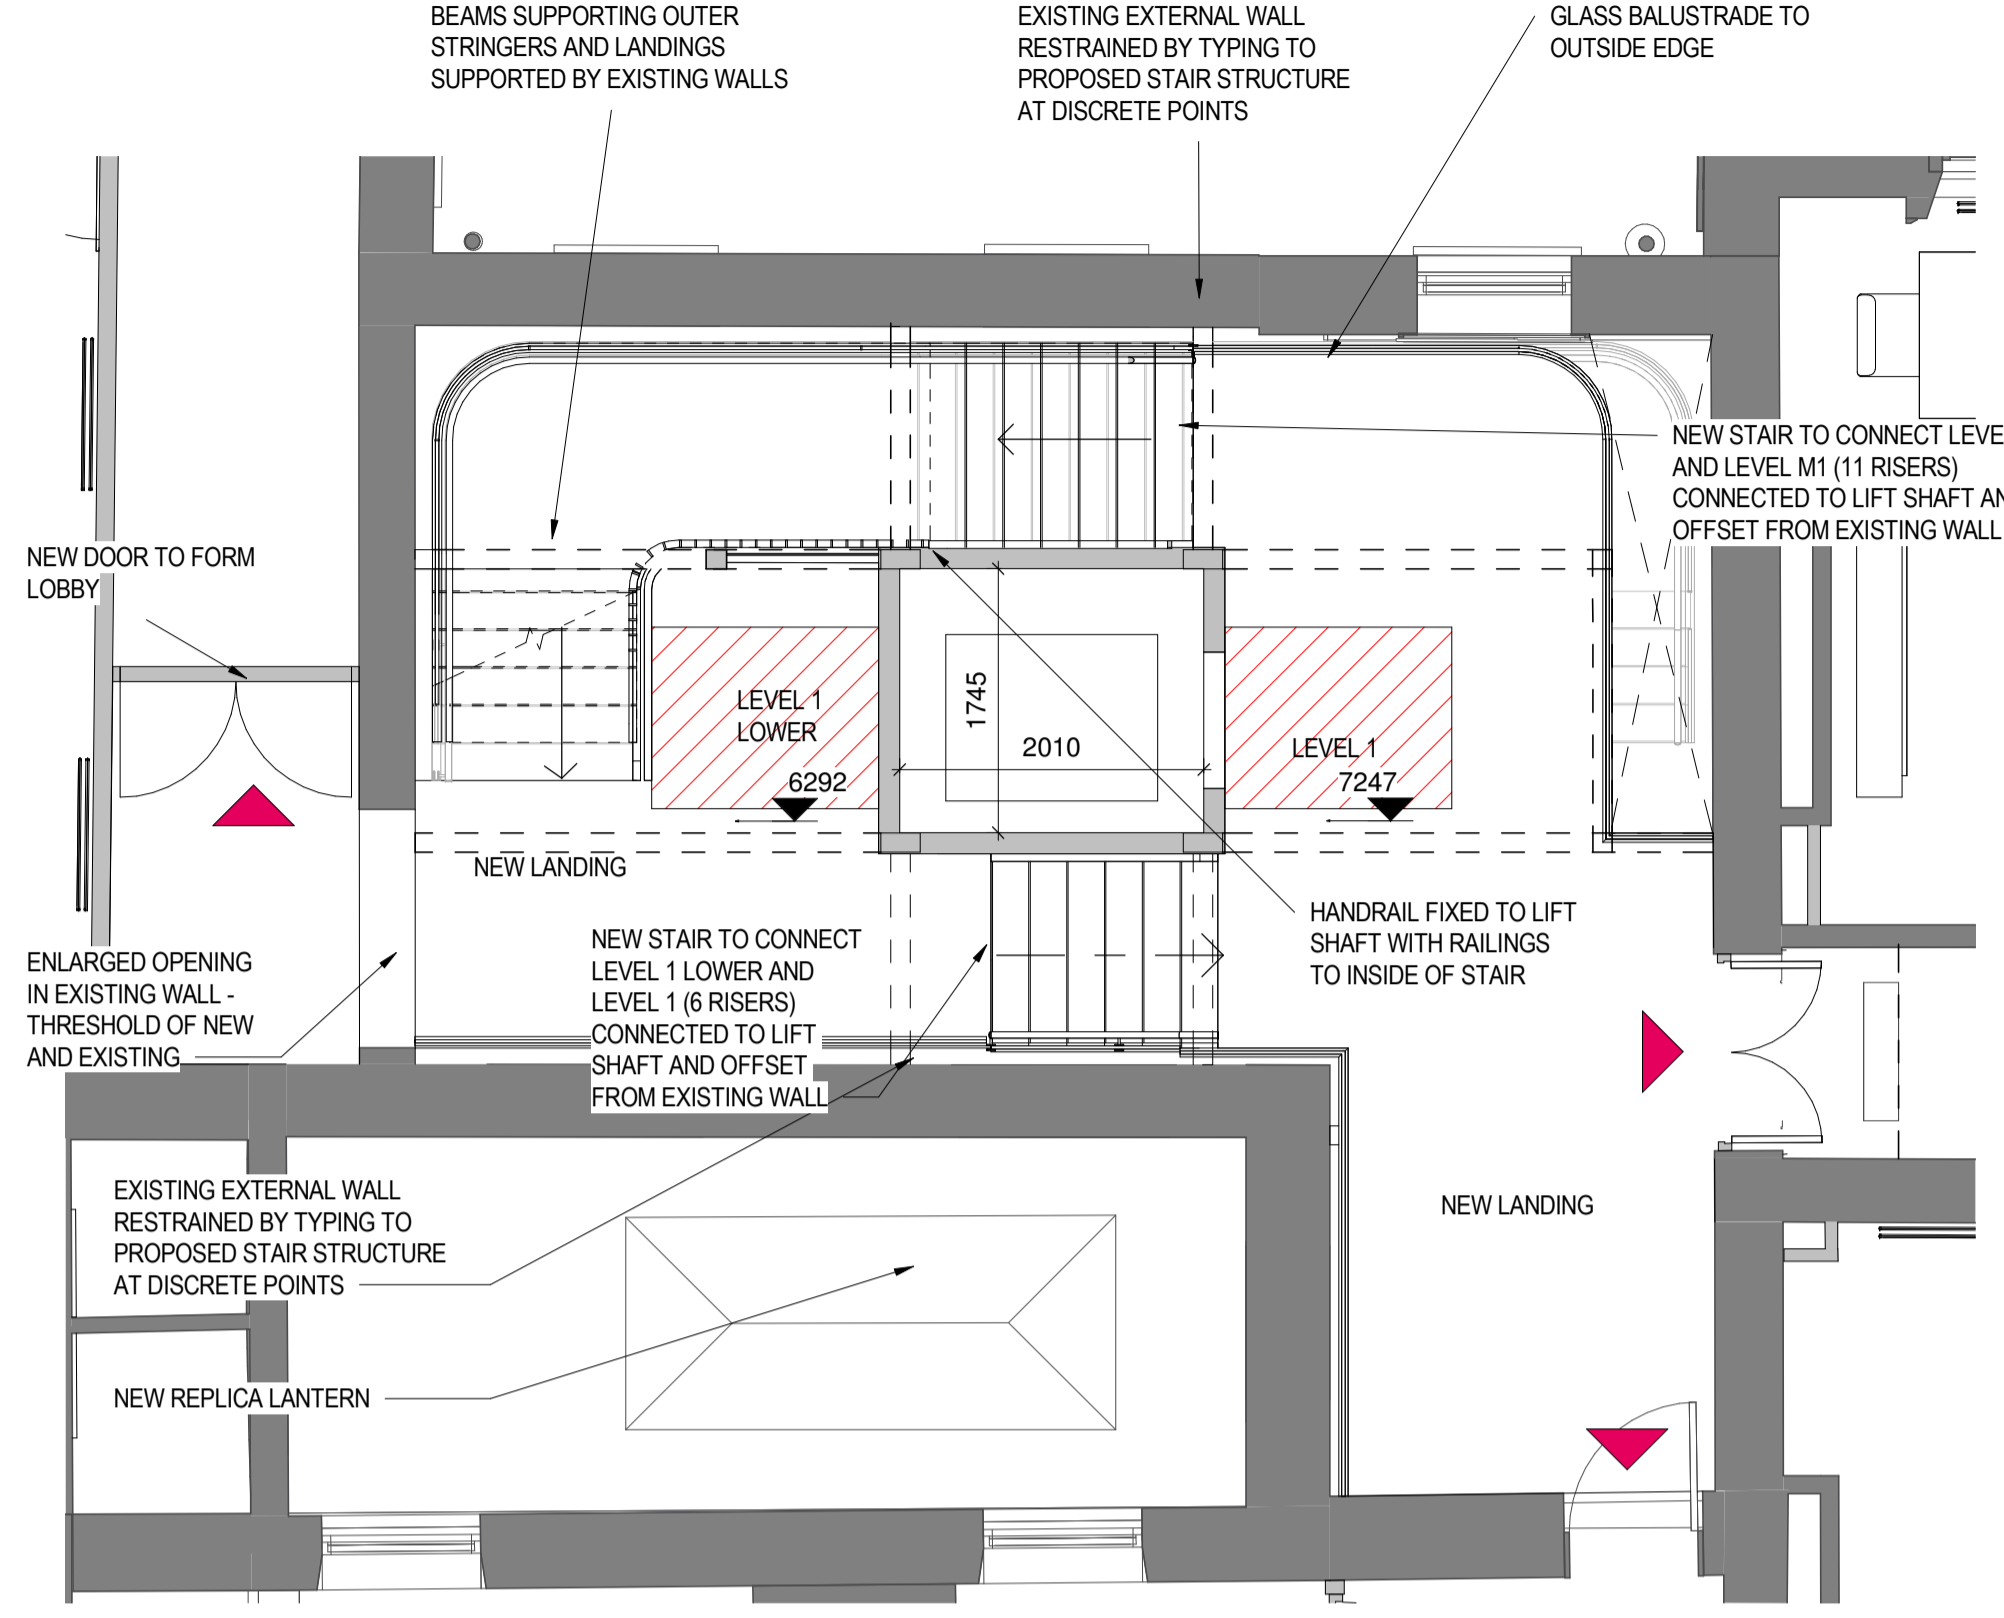 BEAMS SUPPORTING OUTER
STRINGERS AND LANDINGS
SUPPORTED BY EXISTING WALLS
EXISTING EXTERNAL WALL
RESTRAINED BY TYPING TO
PROPOSED STAIR STRUCTURE
AT DISCRETE POINTS
GLASS BALUSTRADE TO
OUTSIDE EDGE
NEW STAIR TO CONNECT LEVE
AND LEVEL M1 (11 RISERS)
CONNECTED TO LIFT SHAFT AN
OFFSET FROM EXISTING WALL
NEW DOOR TO FORM
LOBBY
LEVEL 1
LOWER
6292
1745
2010
LEVEL 1
7247
NEW LANDING
HANDRAIL FIXED TO LIFT
SHAFT WITH RAILINGS
TO INSIDE OF STAIR
ENLARGED OPENING
IN EXISTING WALL -
THRESHOLD OF NEW
AND EXISTING
NEW STAIR TO CONNECT
LEVEL 1 LOWER AND
LEVEL 1 (6 RISERS)
CONNECTED TO LIFT
SHAFT AND OFFSET
FROM EXISTING WALL
EXISTING EXTERNAL WALL
RESTRAINED BY TYPING TO
PROPOSED STAIR STRUCTURE
AT DISCRETE POINTS
NEW LANDING
NEW REPLICA LANTERN